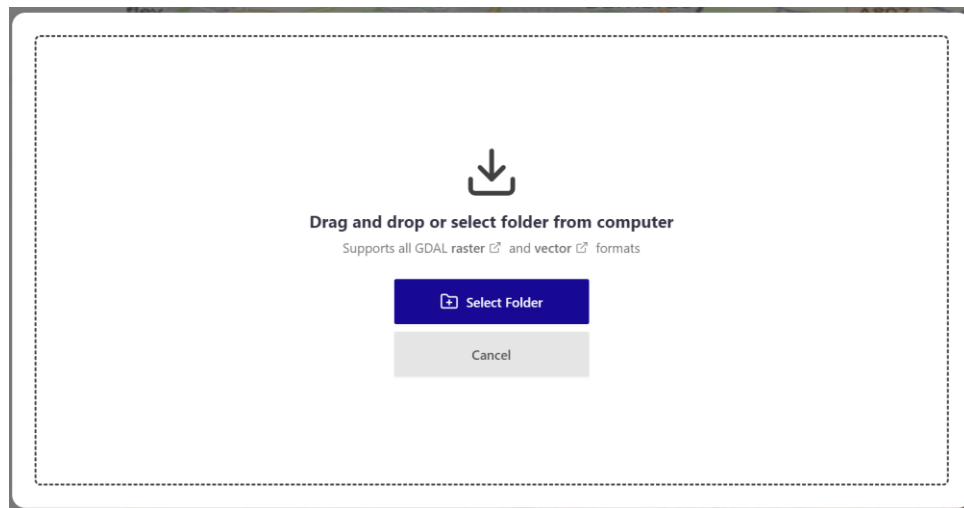 Drag and drop or select folder from computer
Supports all GDAL raster and vector formats
Select Folder
Cancel